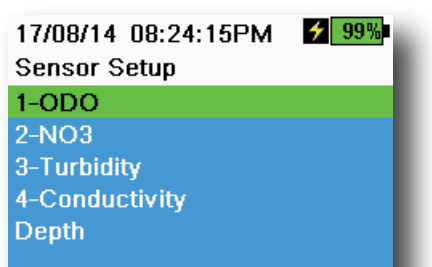 17/08/14 08:24:15PM 99%
Sensor Setup
1-ODO
2-NO3
3-Turbidity
4-Conductivity
Depth